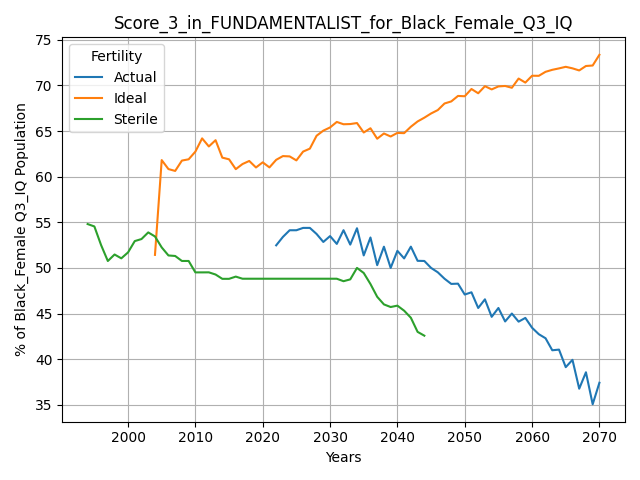 Score_3_in_FUNDAMENTALIST_for_Black_Female_Q3_IQ
Fertility
Actual
Ideal
Sterile
% of Black_Female Q3_IQ Population
75
70
65
60
55
50
45
40
35
2000
2010
2020
2030
2040
2050
2060
2070
Years